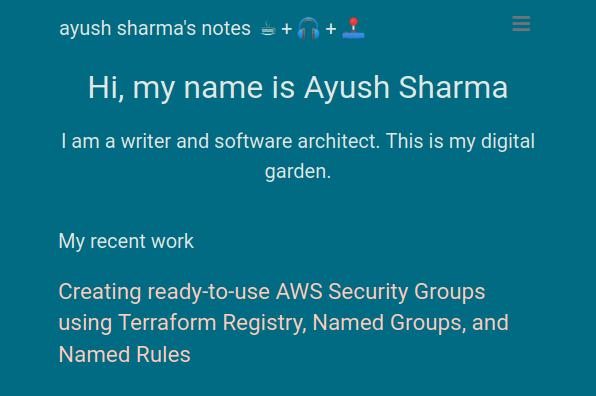 ayush sharma's notes ☕ + 🎧 + 🕹️
Hi, my name is Ayush Sharma
I am a writer and software architect. This is my digital
garden.
My recent work
Creating ready-to-use AWS Security Groups
using Terraform Registry, Named Groups, and
Named Rules